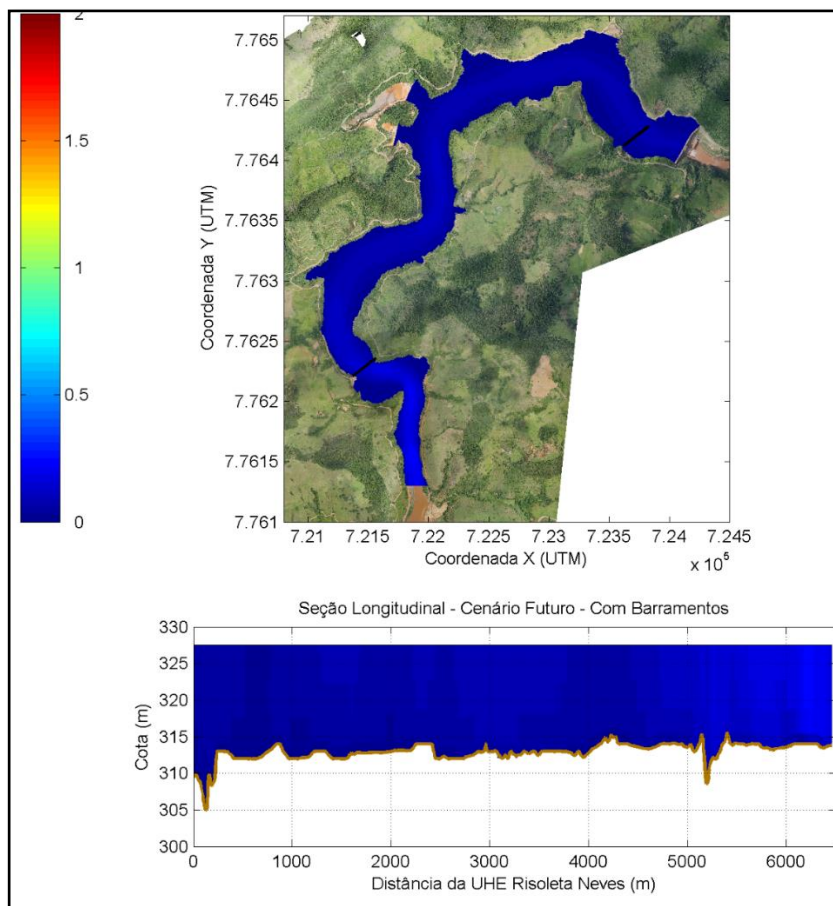 2
1.5
1
0.5
0
7.765
7.7645
7.764
7.7635
7.763
7.7625
7.762
7.7615
7.761
Coordenada Y (UTM)
7.21 7.215 7.22 7.225 7.23 7.235 7.24 7.245
Coordenada X (UTM)
x 10⁵
Seção Longitudinal - Cenário Futuro - Com Barramentos
330
325
320
315
310
305
300
Cota (m)
0 1000 2000 3000 4000 5000 6000
Distância da UHE Risoleta Neves (m)